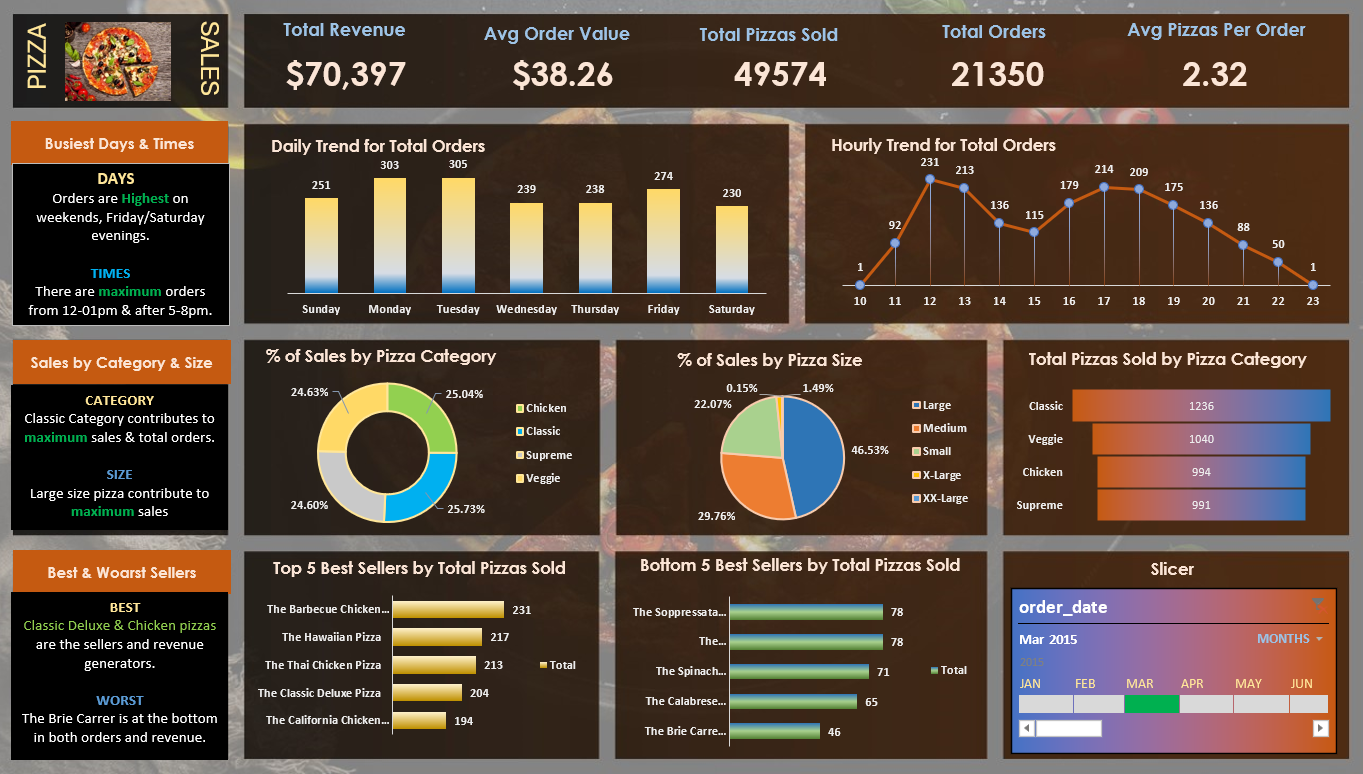 PIZZA
SALES
Total Revenue
$70,397
Avg Order Value
$38.26
Total Pizzas Sold
49574
Total Orders
21350
Avg Pizzas Per Order
2.32
Busiest Days & Times
DAYS
Orders are Highest on
weekends, Friday/Saturday
evenings.
TIMES
There are maximum orders
from 12-01pm & after 5-8pm.
Daily Trend for Total Orders
251
303
305
239
238
274
230
Sunday
Monday
Tuesday
Wednesday
Thursday
Friday
Saturday
Hourly Trend for Total Orders
1
92
231
213
136
115
179
214
209
175
136
88
50
1
10
11
12
13
14
15
16
17
18
19
20
21
22
23
Sales by Category & Size
CATEGORY
Classic Category contributes to
maximum sales & total orders.
SIZE
Large size pizza contribute to
maximum sales
% of Sales by Pizza Category
24.63%
25.04%
24.60%
25.73%
Chicken
Classic
Supreme
Veggie
% of Sales by Pizza Size
0.15%
1.49%
22.07%
46.53%
29.76%
Large
Medium
Small
X-Large
XX-Large
Total Pizzas Sold by Pizza Category
Classic 1236
Veggie 1040
Chicken 994
Supreme 991
Best & Woarst Sellers
BEST
Classic Deluxe & Chicken pizzas
are the sellers and revenue
generators.
WORST
The Brie Carrer is at the bottom
in both orders and revenue.
Top 5 Best Sellers by Total Pizzas Sold
The Barbecue Chicken... 231
The Hawaiian Pizza 217
The Thai Chicken Pizza 213
The Classic Deluxe Pizza 204
The California Chicken... 194
Total
Bottom 5 Best Sellers by Total Pizzas Sold
The Soppressata... 78
The... 78
The Spinach... 71
The Calabrese... 65
The Brie Carre... 46
Total
Slicer
order_date
Mar 2015
MONTHS
2015
JAN
FEB
MAR
APR
MAY
JUN